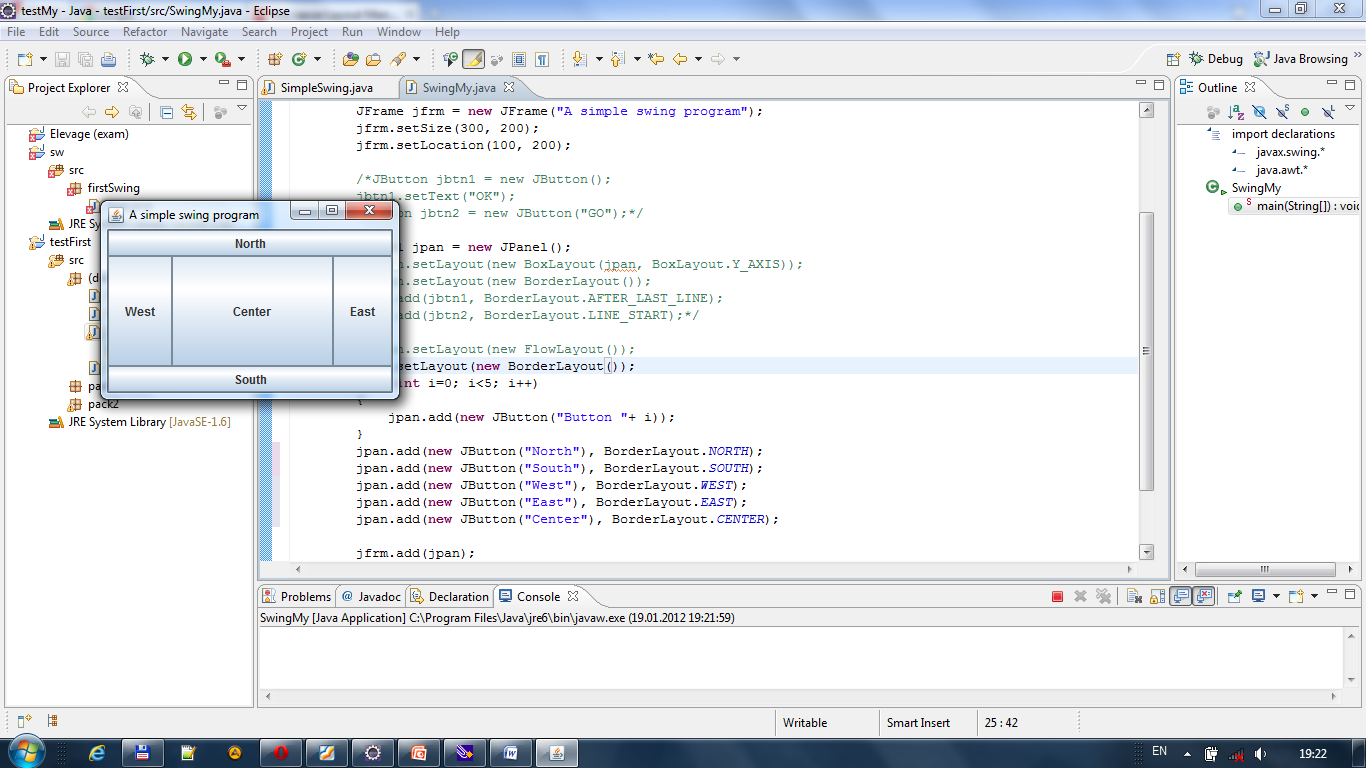 testMy - Java - testFirst/src/SwingMy.java - Eclipse
File Edit Source Refactor Navigate Search Project Run Window Help
Debug Java Browsing
Project Explorer
Elevage (exam)
sw
src
firstSwing
JRE Sy
testFirst
src
(d
pa
pack2
JRE System Library [JavaSE-1.6]
A simple swing program
North
West Center East
South
SimpleSwing.java SwingMy.java
JFrame jfrm = new JFrame("A simple swing program");
jfrm.setSize(300, 200);
jfrm.setLocation(100, 200);
/*JButton jbtn1 = new JButton();
jbtn1.setText("OK");
n jbtn2 = new JButton("GO");*/
l jpan = new JPanel();
.setLayout(new BoxLayout(jpan, BoxLayout.Y_AXIS));
.setLayout(new BorderLayout());
add(jbtn1, BorderLayout.AFTER_LAST_LINE);
add(jbtn2, BorderLayout.LINE_START);*/
.setLayout(new FlowLayout());
setLayout(new BorderLayout());
int i=0; i<5; i++)
{
jpan.add(new JButton("Button "+ i));
}
jpan.add(new JButton("North"), BorderLayout.NORTH);
jpan.add(new JButton("South"), BorderLayout.SOUTH);
jpan.add(new JButton("West"), BorderLayout.WEST);
jpan.add(new JButton("East"), BorderLayout.EAST);
jpan.add(new JButton("Center"), BorderLayout.CENTER);
jfrm.add(jpan);
Outline
import declarations
javax.swing.*
java.awt.*
SwingMy
main(String[]) : void
Problems Javadoc Declaration Console
SwingMy [Java Application] C:\Program Files\Java\jre6\bin\javaw.exe (19.01.2012 19:21:59)
Writable Smart Insert 25 : 42
EN 19:22